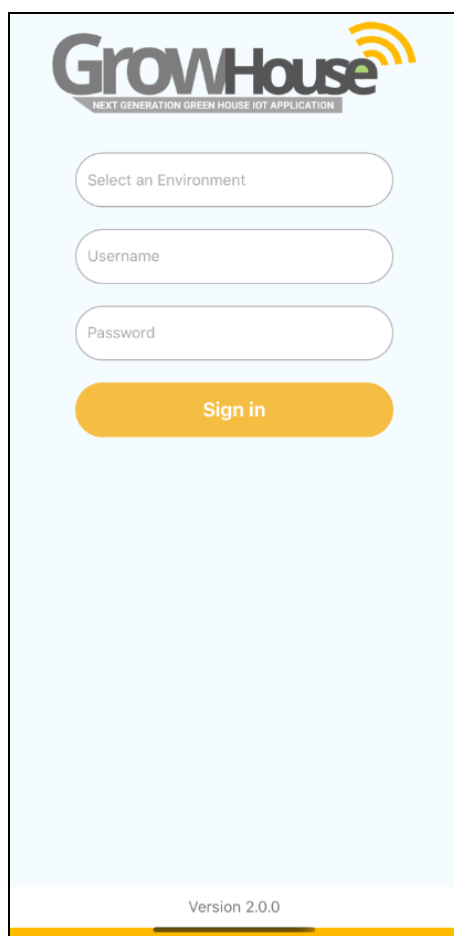 GrowHouse
NEXT GENERATION GREEN HOUSE IOT APPLICATION
Select an Environment
Username
Password
Sign in
Version 2.0.0